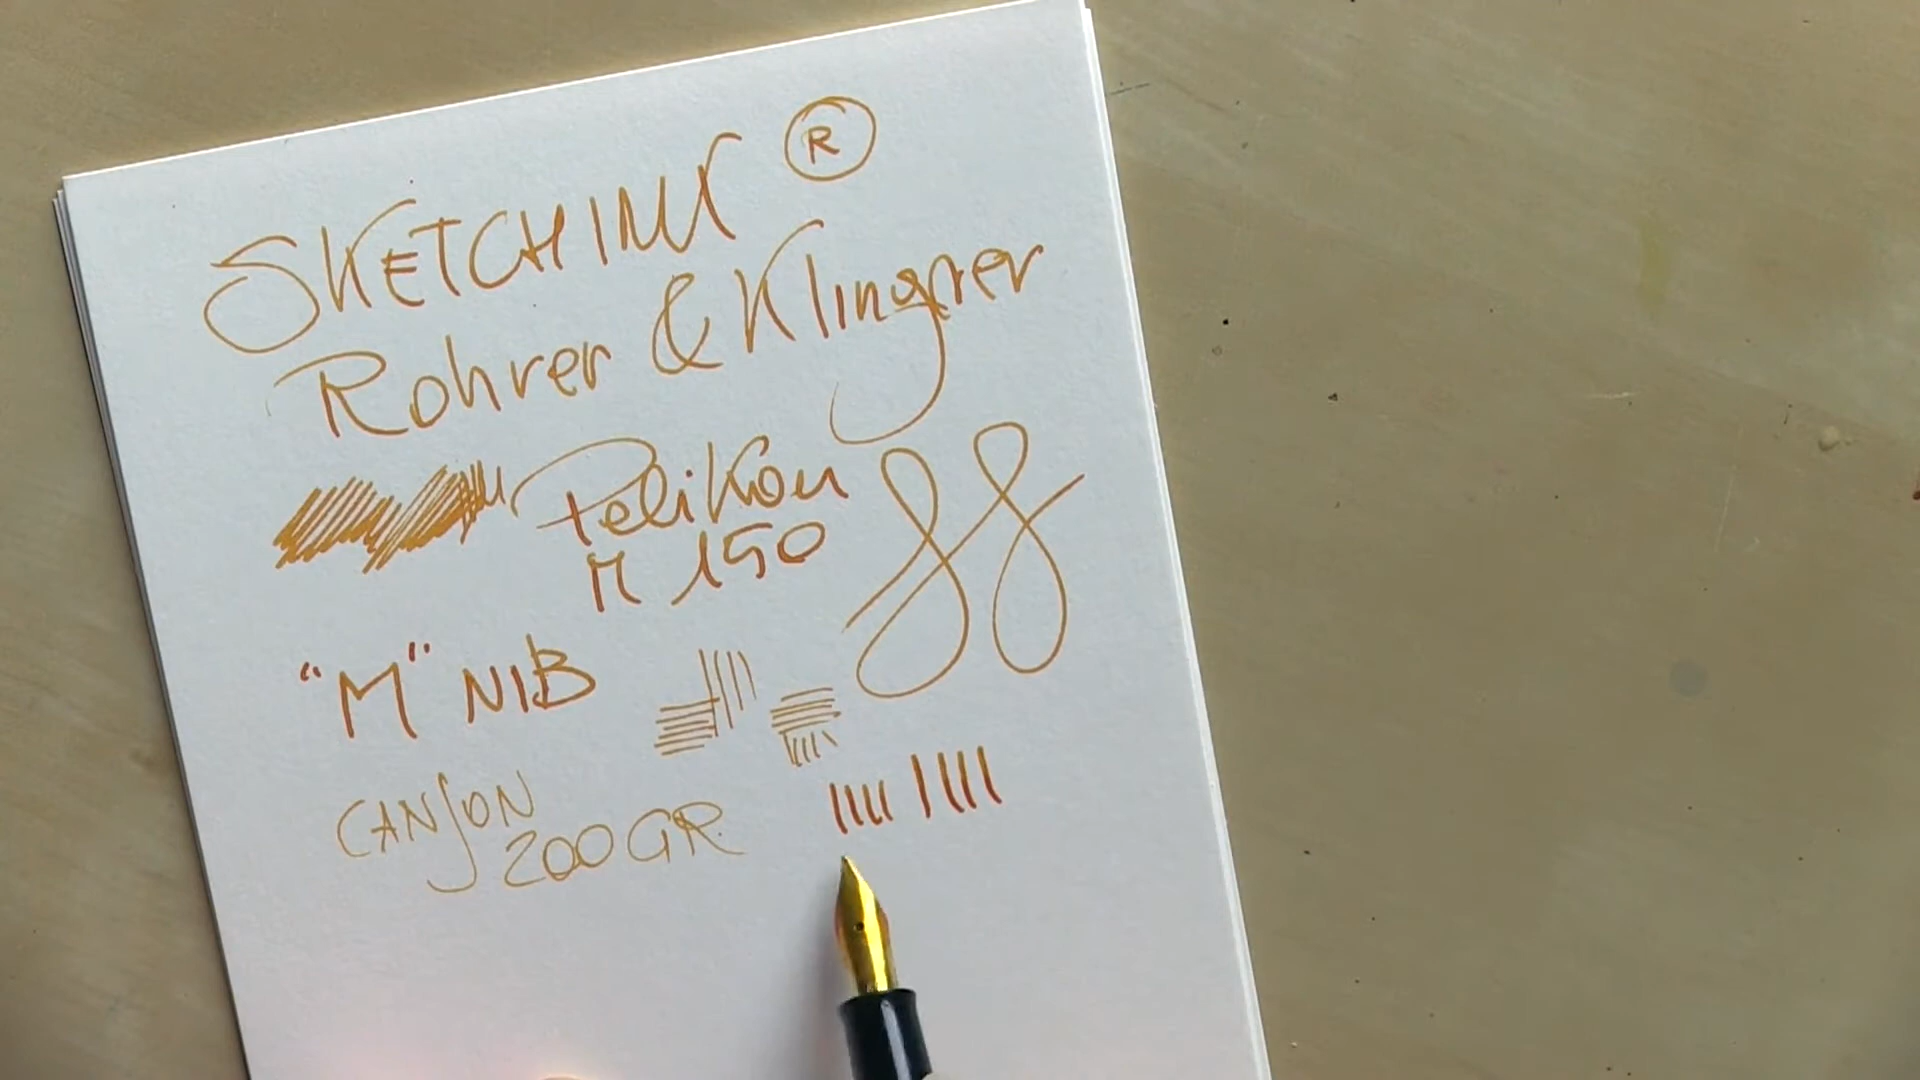 SKETCHINK ®
Rohrer & Klingner
Pelikan
M 150
"M" NIB
CANSON
200 GR.